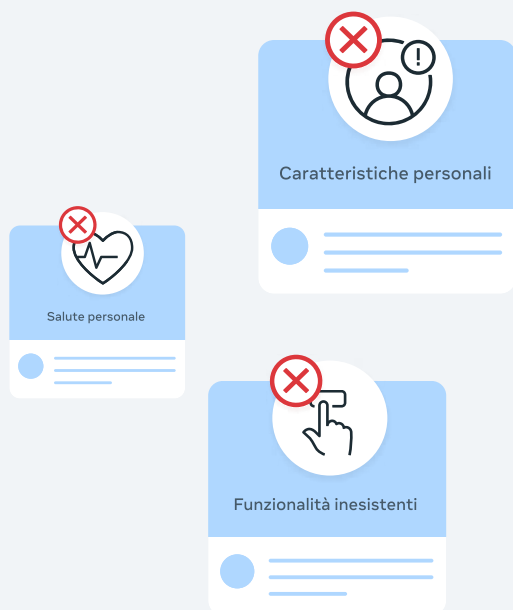 Caratteristiche personali
Salute personale
Funzionalità inesistenti